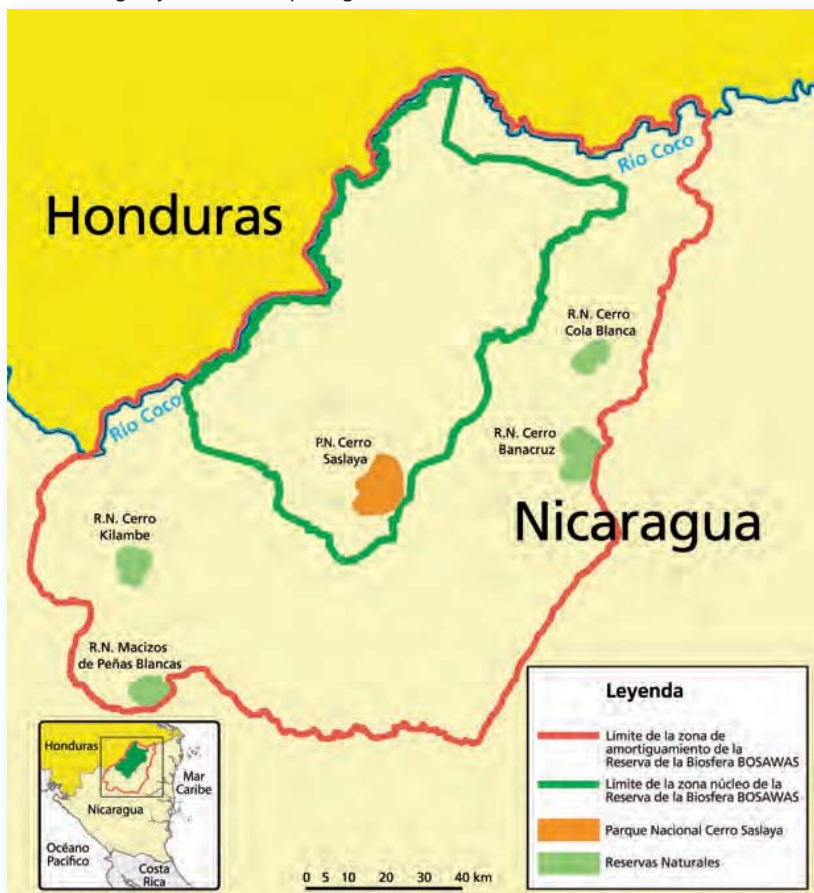 Honduras
Río Coco
Río Coco
R.N. Cerro
Cola Blanca
P.N. Cerro
Saslaya
R.N. Cerro
Banacruz
Nicaragua
R.N. Cerro
Kilambe
R.N. Macizos
de Peñas Blancas
Leyenda
Límite de la zona de
amortiguamiento de la
Reserva de la Biosfera BOSAWAS
Límite de la zona núcleo de la
Reserva de la Biosfera BOSAWAS
Parque Nacional Cerro Saslaya
Reservas Naturales
Honduras
Mar
Caribe
Nicaragua
Océano
Pacífico
Costa
Rica
0 5 10 20 30 40 km